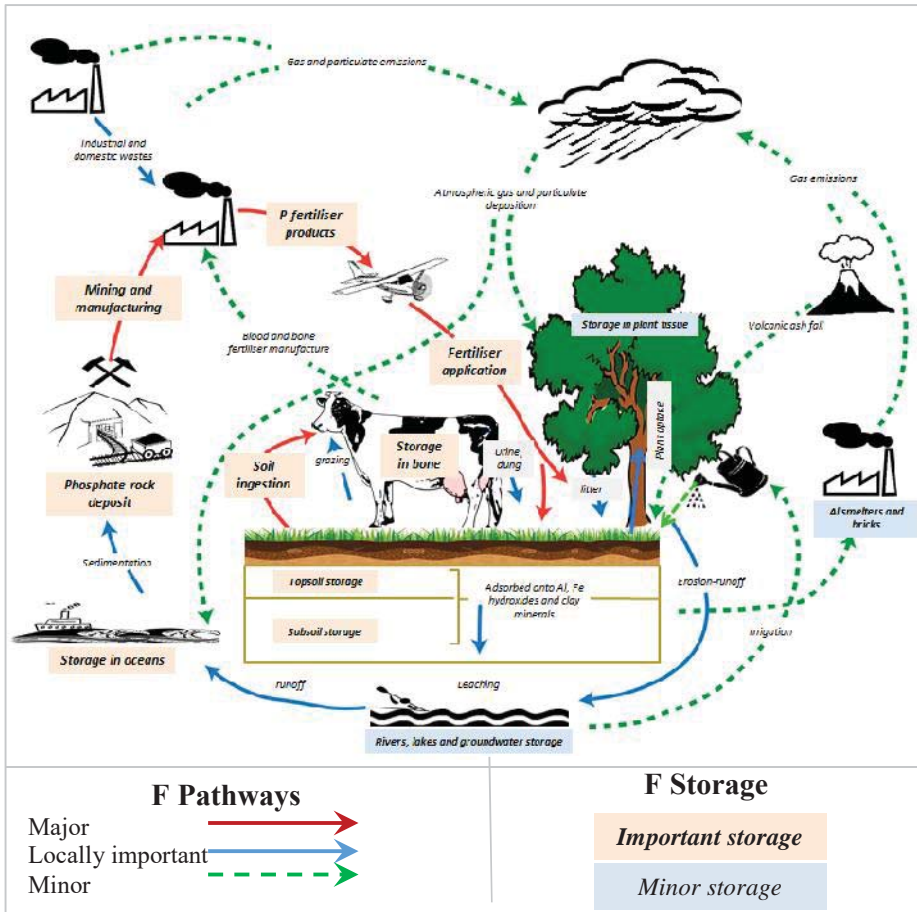 Gas and particulate emissions
Industrial and
domestic wastes
Gas emissions
Atmospheric gas and particulate
deposition
P fertiliser
products
Mining and
manufacturing
Storage in plant tissue
Volcanic ash fall
Blood and bone
fertiliser manufacture
Fertiliser
application
Plant uptake
Storage
in bone
Urine,
dung
grazing
Soil
ingestion
litter
Phosphate rock
deposit
Al smelters and
bricks
Sedimentation
Topsoil storage
Adsorbed onto Al, Fe
hydroxides and clay
minerals
Erosion-runoff
Subsoil storage
Irrigation
Storage in oceans
runoff
Leaching
Rivers, lakes and groundwater storage
F Pathways
Major
Locally important
Minor
F Storage
Important storage
Minor storage